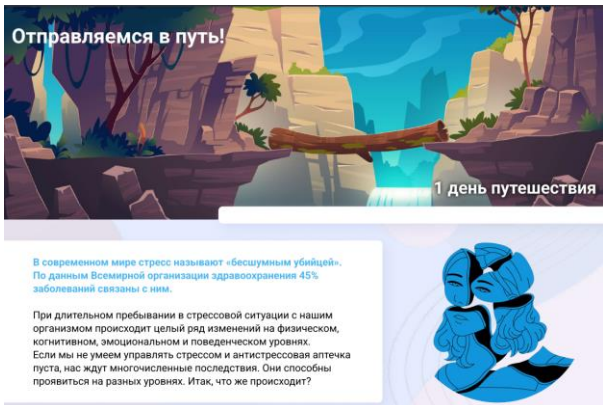 Отправляемся в путь!
1 день путешествия
В современном мире стресс называют «бесшумным убийцей».
По данным Всемирной организации здравоохранения 45%
заболеваний связаны с ним.
При длительном пребывании в стрессовой ситуации с нашим
организмом происходит целый ряд изменений на физическом,
когнитивном, эмоциональном и поведенческом уровнях.
Если мы не умеем управлять стрессом и антистрессовая аптечка
пуста, нас ждут многочисленные последствия. Они способны
проявиться на разных уровнях. Итак, что же происходит?